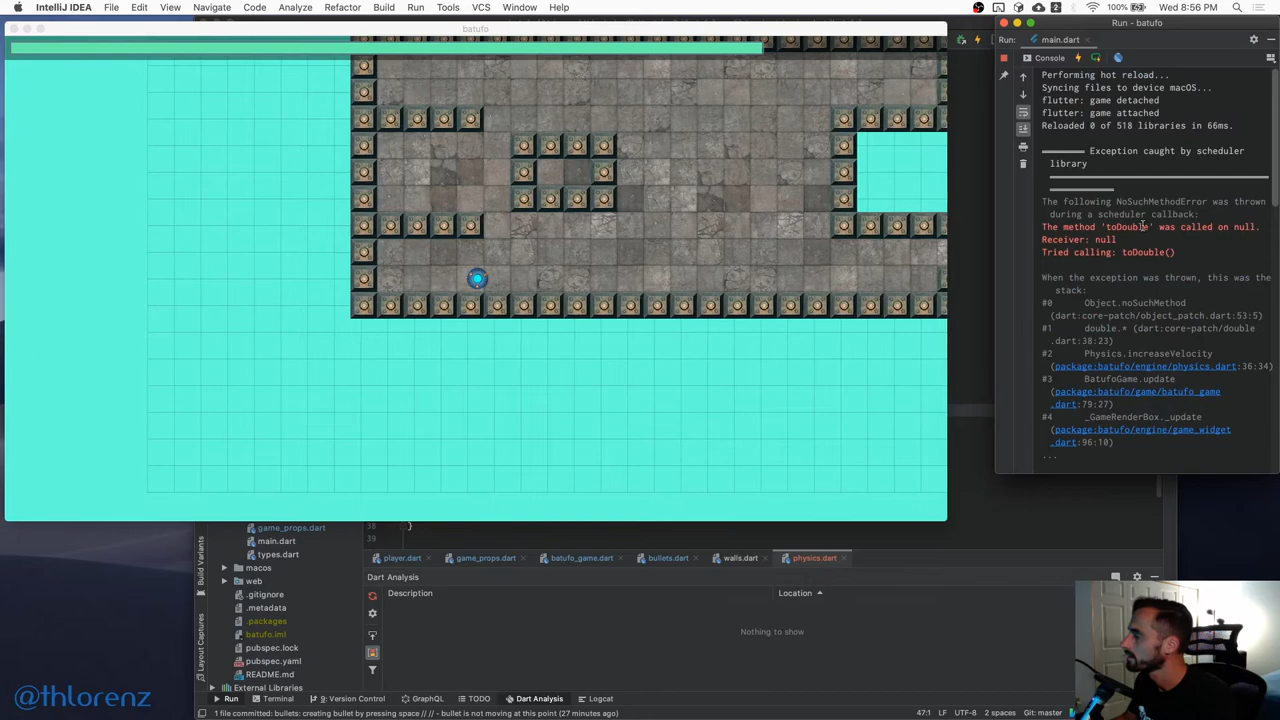 IntelliJ IDEA File Edit View Navigate Code Analyze Refactor Build Run Tools VCS Window Help 100% Wed 8:56 PM
batufo
Run - batufo
Run: main.dart
Console
Performing hot reload...
Syncing files to device macOS...
flutter: game detached
flutter: game attached
Reloaded 0 of 518 libraries in 66ms.
Exception caught by scheduler
library
The following NoSuchMethodError was thrown
during a scheduler callback:
The method 'toDouble' was called on null.
Receiver: null
Tried calling: toDouble()
When the exception was thrown, this was the
stack:
#0 Object.noSuchMethod
(dart:core-patch/object_patch.dart:53:5)
#1 double.* (dart:core-patch/double
.dart:38:23)
#2 Physics.increaseVelocity
(package:batufo/engine/physics.dart:36:34)
#3 BatufoGame.update
(package:batufo/game/batufo_game
.dart:79:27)
#4 _GameRenderBox._update
(package:batufo/engine/game_widget
.dart:96:10)
...
game_props.dart
main.dart
types.dart
macos
web
.gitignore
.metadata
.packages
batufo.iml
pubspec.lock
pubspec.yaml
README.md
External Libraries
Build Variants
Layout Captures
38 }
39
player.dart game_props.dart batufo_game.dart bullets.dart walls.dart physics.dart
Dart Analysis
Description Location
Nothing to show
Run Terminal 9: Version Control GraphQL TODO Dart Analysis Logcat
1 file committed: bullets: creating bullet by pressing space // // - bullet is not moving at this point (27 minutes ago) 47:1 LF UTF-8 2 spaces Git: master
@thlorenz